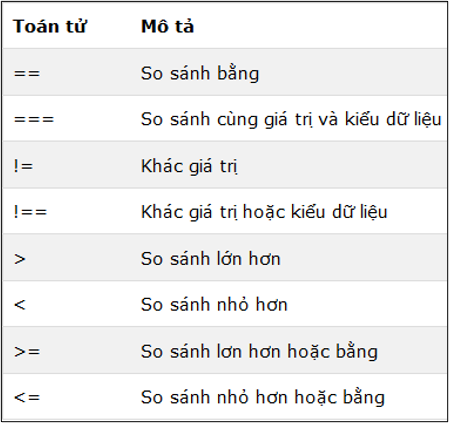 Toán tử Mô tả
== So sánh bằng
=== So sánh cùng giá trị và kiểu dữ liệu
!= Khác giá trị
!== Khác giá trị hoặc kiểu dữ liệu
> So sánh lớn hơn
< So sánh nhỏ hơn
>= So sánh lơn hơn hoặc bằng
<= So sánh nhỏ hơn hoặc bằng